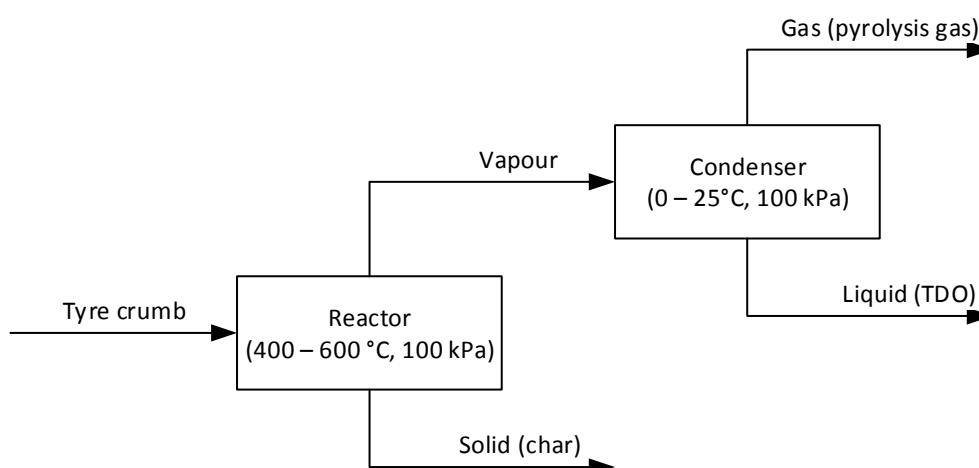 Gas (pyrolysis gas)
Vapour
Condenser
(0 – 25°C, 100 kPa)
Tyre crumb
Reactor
(400 – 600 °C, 100 kPa)
Liquid (TDO)
Solid (char)